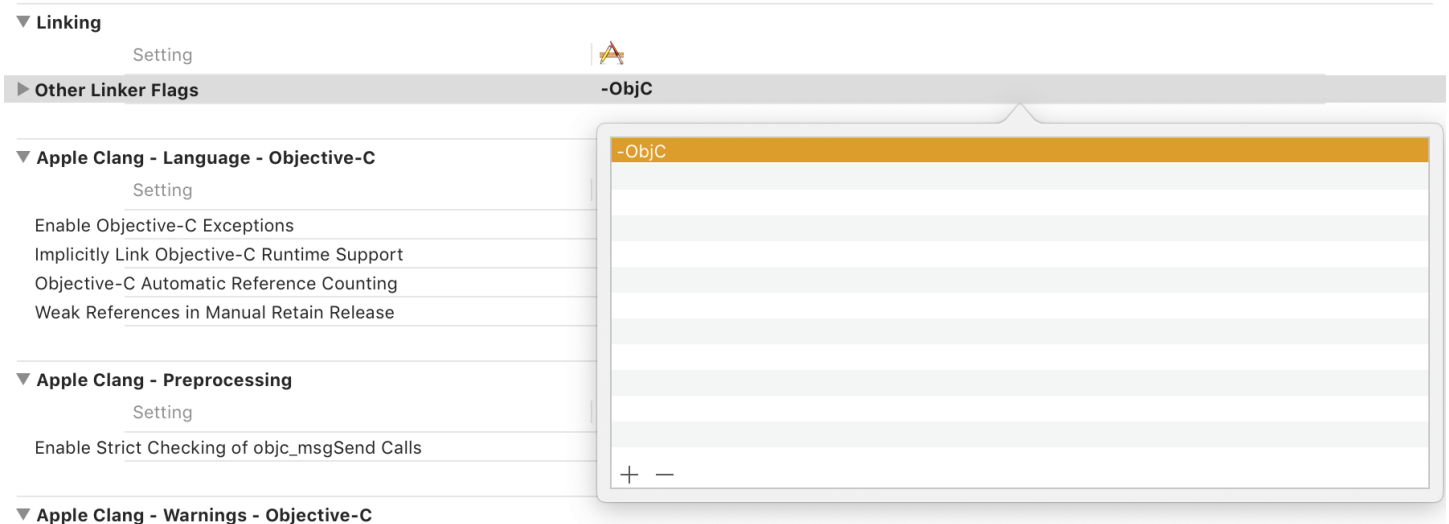 Linking
Setting
Other Linker Flags -ObjC
-ObjC
Apple Clang - Language - Objective-C
Setting
Enable Objective-C Exceptions
Implicitly Link Objective-C Runtime Support
Objective-C Automatic Reference Counting
Weak References in Manual Retain Release
Apple Clang - Preprocessing
Setting
Enable Strict Checking of objc_msgSend Calls
Apple Clang - Warnings - Objective-C